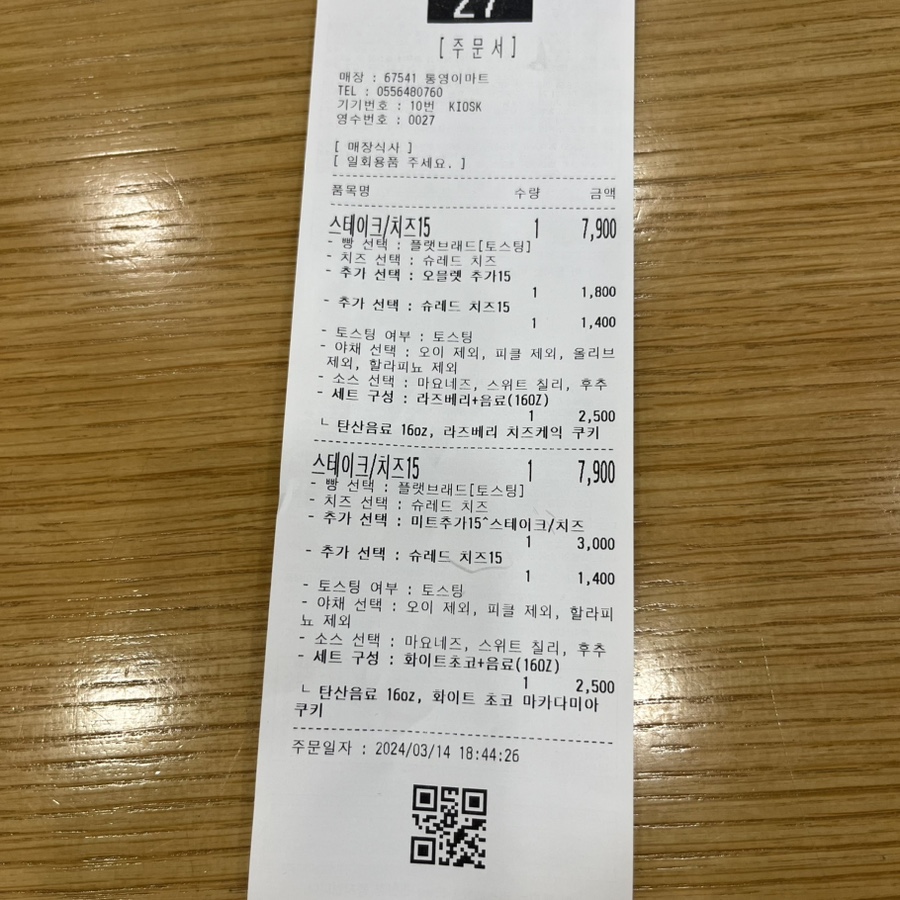 27
[주문서]
매장 : 67541 통영이마트
TEL : 0556480760
기기번호 : 10번 KIOSK
영수번호 : 0027
[ 매장식사 ]
[ 일회용품 주세요. ]
품목명 수량 금액
스테이크/치즈15 1 7,900
- 빵 선택 : 플랫브래드[토스팅]
- 치즈 선택 : 슈레드 치즈
- 추가 선택 : 오믈렛 추가15
1 1,800
- 추가 선택 : 슈레드 치즈15
1 1,400
- 토스팅 여부 : 토스팅
- 야채 선택 : 오이 제외, 피클 제외, 올리브
제외, 할라피뇨 제외
- 소스 선택 : 마요네즈, 스위트 칠리, 후추
- 세트 구성 : 라즈베리+음료(16OZ)
1 2,500
└ 탄산음료 16oz, 라즈베리 치즈케익 쿠키
스테이크/치즈15 1 7,900
- 빵 선택 : 플랫브래드[토스팅]
- 치즈 선택 : 슈레드 치즈
- 추가 선택 : 미트추가15^스테이크/치즈
1 3,000
- 추가 선택 : 슈레드 치즈15
1 1,400
- 토스팅 여부 : 토스팅
- 야채 선택 : 오이 제외, 피클 제외, 할라피
뇨 제외
- 소스 선택 : 마요네즈, 스위트 칠리, 후추
- 세트 구성 : 화이트초코+음료(16OZ)
1 2,500
└ 탄산음료 16oz, 화이트 초코 마카다미아
쿠키
주문일자 : 2024/03/14 18:44:26